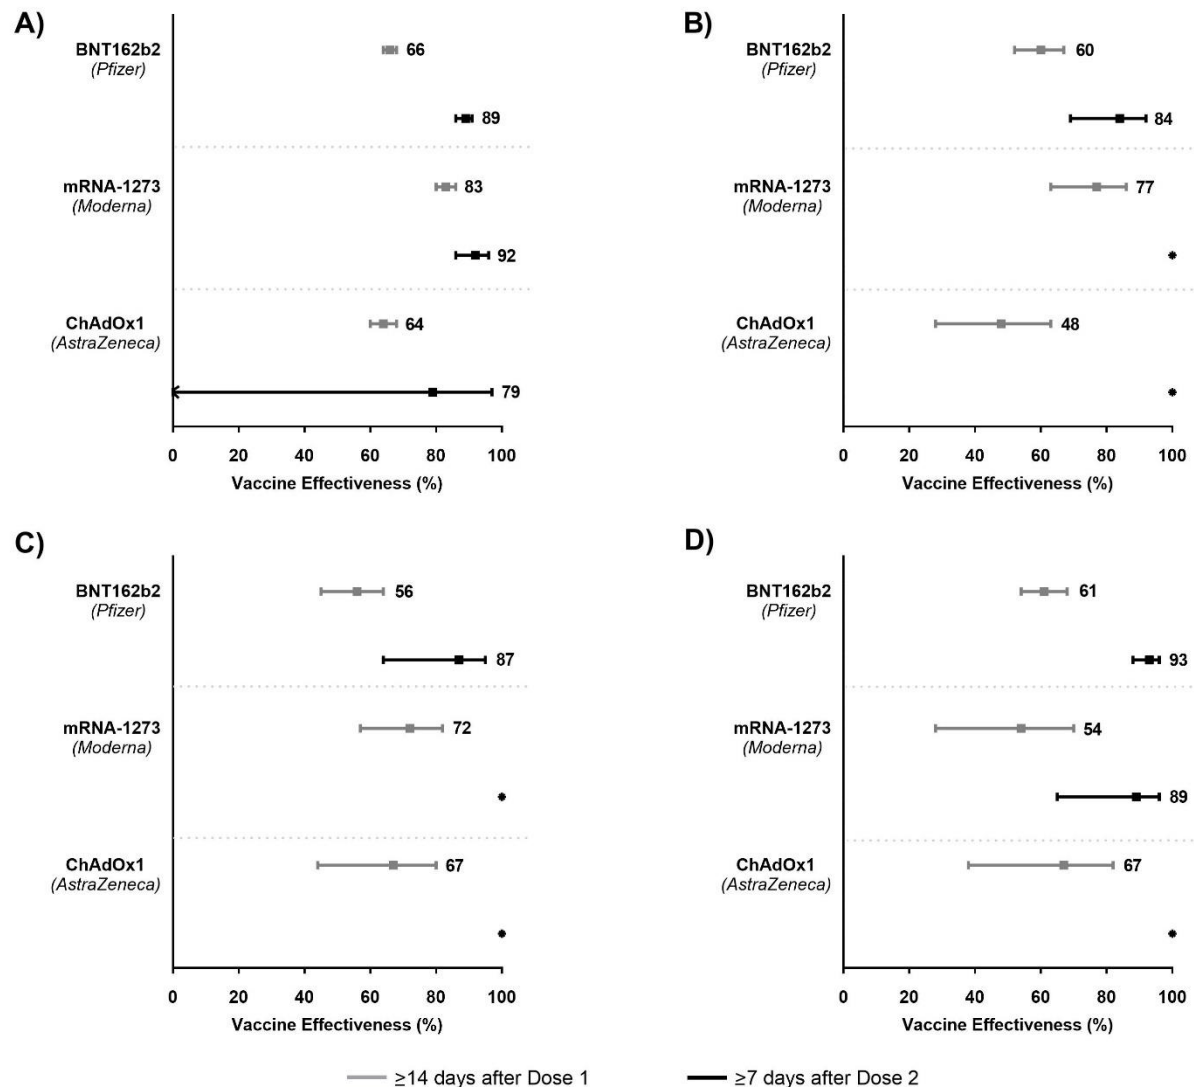 A)
BNT162b2
(Pfizer)
66
89
mRNA-1273
(Moderna)
83
92
ChAdOx1
(AstraZeneca)
64
79
0 20 40 60 80 100
Vaccine Effectiveness (%)
B)
BNT162b2
(Pfizer)
60
84
mRNA-1273
(Moderna)
77
ChAdOx1
(AstraZeneca)
48
0 20 40 60 80 100
Vaccine Effectiveness (%)
C)
BNT162b2
(Pfizer)
56
87
mRNA-1273
(Moderna)
72
ChAdOx1
(AstraZeneca)
67
0 20 40 60 80 100
Vaccine Effectiveness (%)
D)
BNT162b2
(Pfizer)
61
93
mRNA-1273
(Moderna)
54
89
ChAdOx1
(AstraZeneca)
67
0 20 40 60 80 100
Vaccine Effectiveness (%)
≥14 days after Dose 1
≥7 days after Dose 2